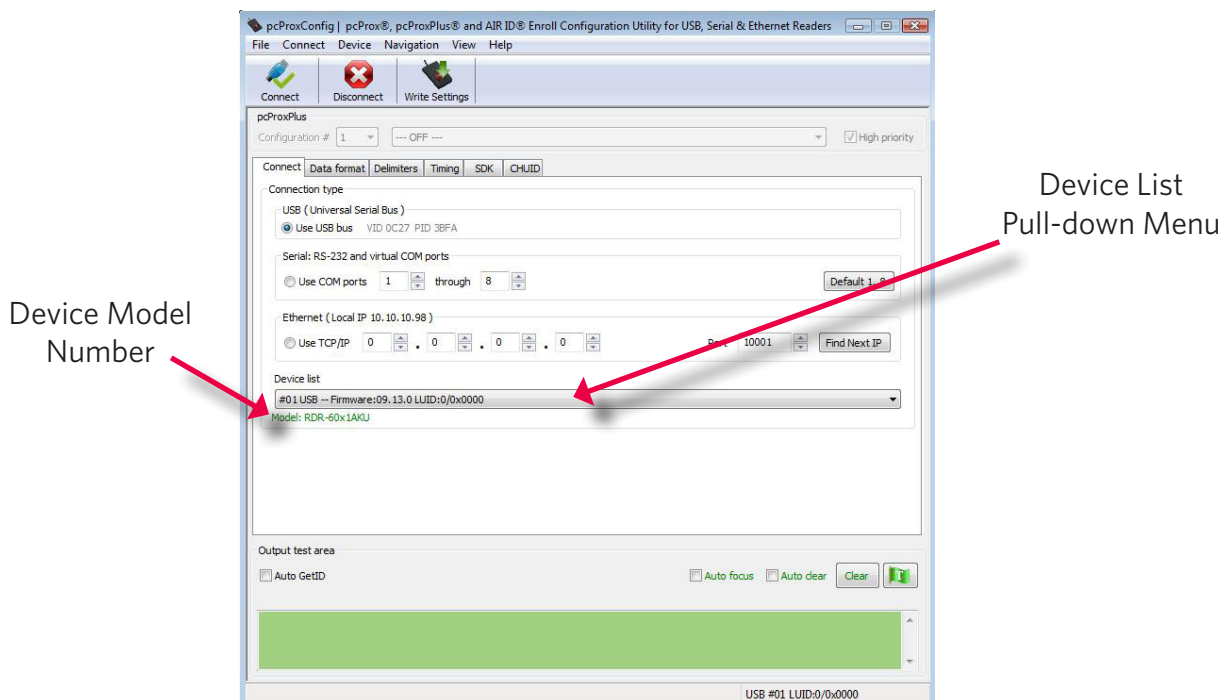 pcProxConfig | pcProx®, pcProxPlus® and AIR ID® Enroll Configuration Utility for USB, Serial & Ethernet Readers
File Connect Device Navigation View Help
Connect Disconnect Write Settings
pcProxPlus
Configuration # 1 --- OFF --- High priority
Connect Data format Delimiters Timing SDK CHUID
Connection type
USB ( Universal Serial Bus )
Use USB bus VID 0C27 PID 3BFA
Serial: RS-232 and virtual COM ports
Use COM ports 1 through 8 Default 1..8
Ethernet ( Local IP 10.10.10.98 )
Use TCP/IP 0 . 0 . 0 . 0 Port 10001 Find Next IP
Device list
#01 USB -- Firmware:09.13.0 LUID:0/0x0000
Model: RDR-60x1AKU
Output test area
Auto GetID Auto focus Auto clear Clear
USB #01 LUID:0/0x0000
Device Model
Number
Device List
Pull-down Menu